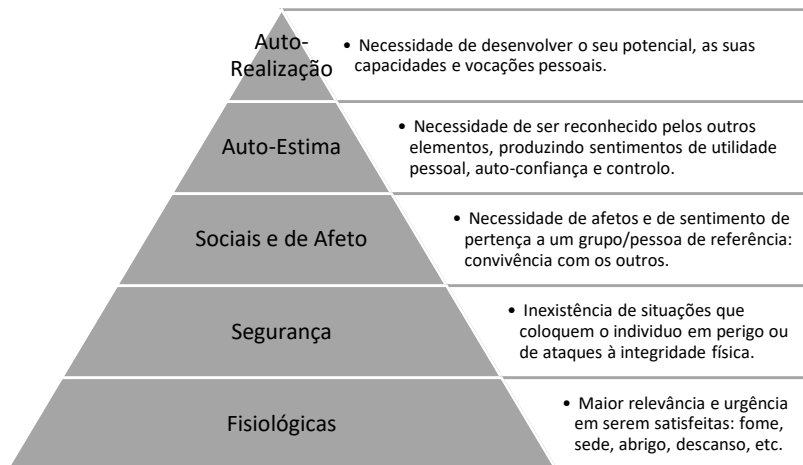 Auto-
Realização
• Necessidade de desenvolver o seu potencial, as suas
capacidades e vocações pessoais.
Auto-Estima
• Necessidade de ser reconhecido pelos outros
elementos, produzindo sentimentos de utilidade
pessoal, auto-confiança e controlo.
Sociais e de Afeto
• Necessidade de afetos e de sentimento de
pertença a um grupo/pessoa de referência:
convivência com os outros.
Segurança
• Inexistência de situações que
coloquem o individuo em perigo ou
de ataques à integridade física.
Fisiológicas
• Maior relevância e urgência
em serem satisfeitas: fome,
sede, abrigo, descanso, etc.